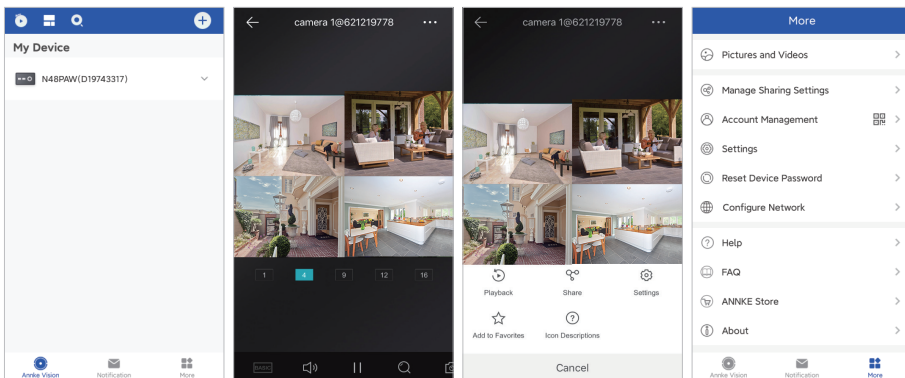 My Device
N48PAW(D19743317)
Annke Vision
Notification
More
camera 1@621219778
1
4
9
12
16
BASIC
camera 1@621219778
Playback
Share
Settings
Add to Favorites
Icon Descriptions
Cancel
More
Pictures and Videos
Manage Sharing Settings
Account Management
Settings
Reset Device Password
Configure Network
Help
FAQ
ANNKE Store
About
Annke Vision
Notification
More